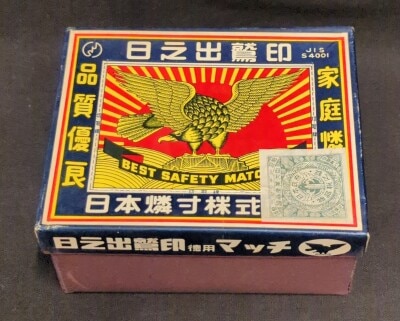 日之出鷲印
JIS
S4001
品質優良
家庭燐
BEST SAFETY MATC
日本燐寸株式
日之出鷲印 徳用 マッチ